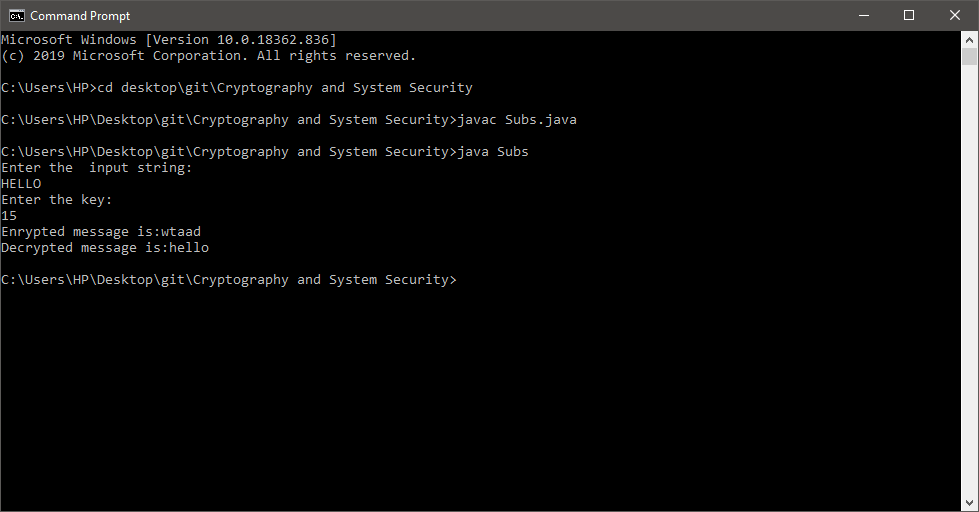 Command Prompt
Microsoft Windows [Version 10.0.18362.836]
(c) 2019 Microsoft Corporation. All rights reserved.
C:\Users\HP>cd desktop\git\Cryptography and System Security
C:\Users\HP\Desktop\git\Cryptography and System Security>javac Subs.java
C:\Users\HP\Desktop\git\Cryptography and System Security>java Subs
Enter the  input string:
HELLO
Enter the key:
15
Enrypted message is:wtaad
Decrypted message is:hello
C:\Users\HP\Desktop\git\Cryptography and System Security>